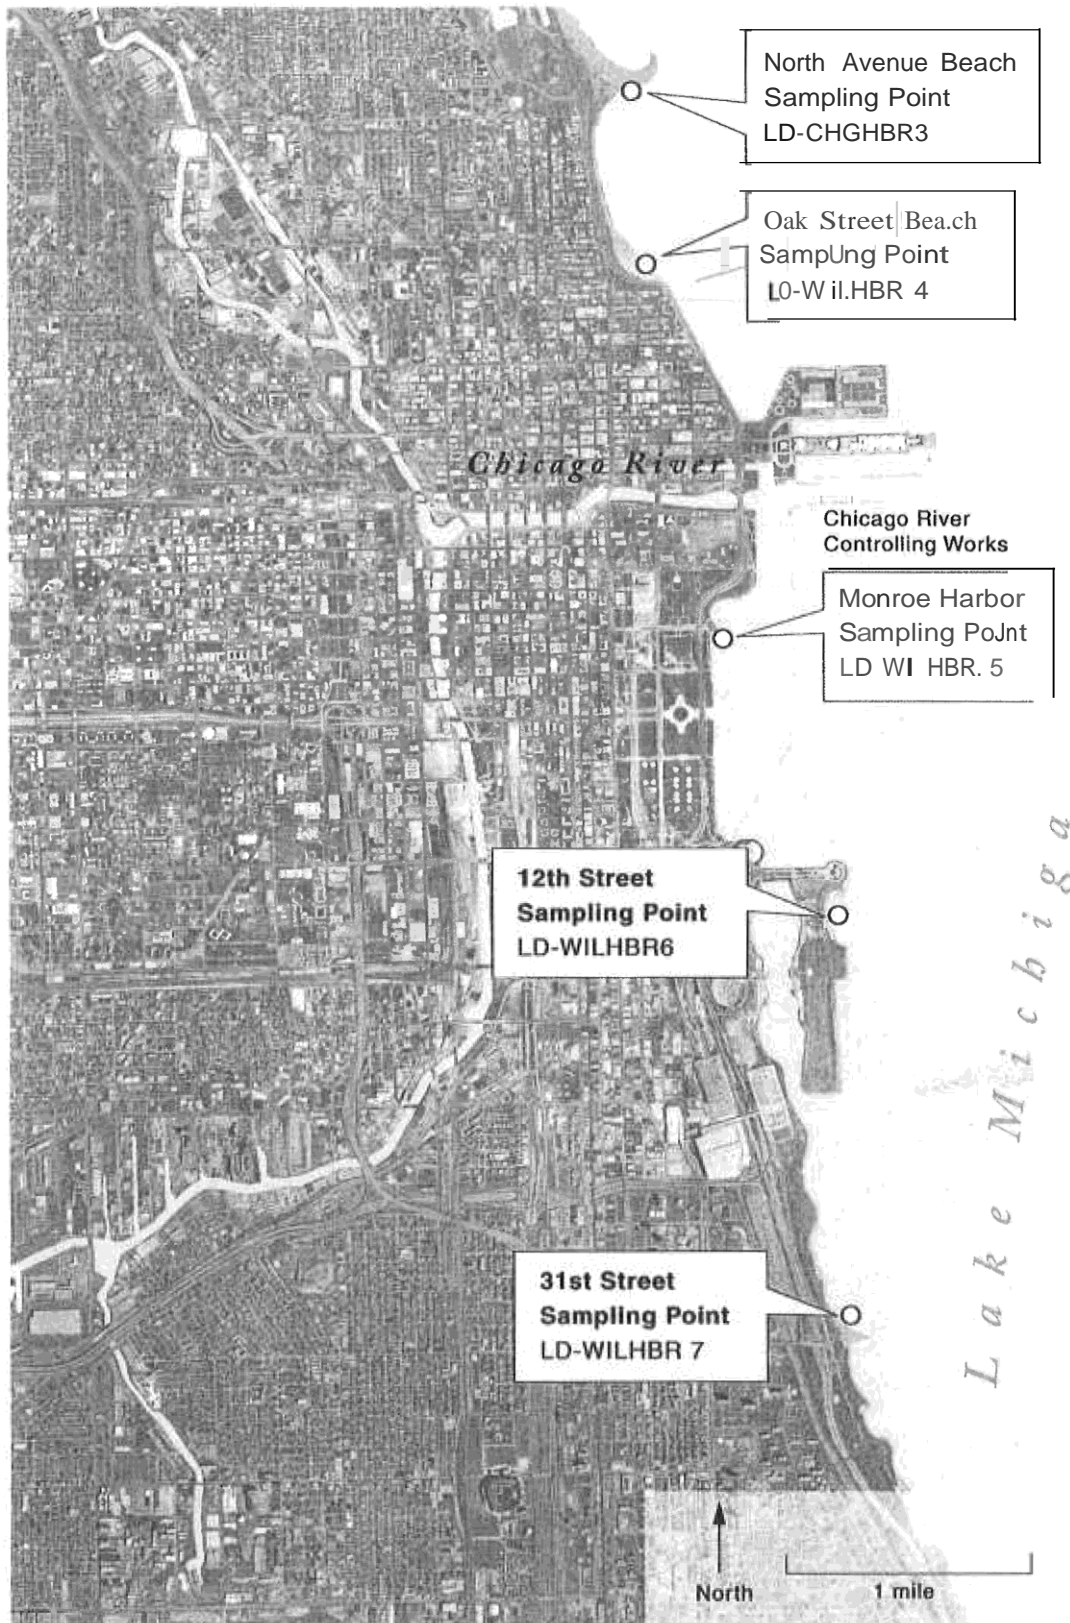 North Avenue Beach
Sampling Point
LD-CHGHBR3
Oak Street Bea.ch
SampUng Point
L0-W il.HBR 4
Chicago River
Chicago River
Controlling Works
Monroe Harbor
Sampling PoJnt
LD WI HBR. 5
12th Street
Sampling Point
LD-WILHBR6
Lake Michiga
31st Street
Sampling Point
LD-WILHBR 7
North
1 mile